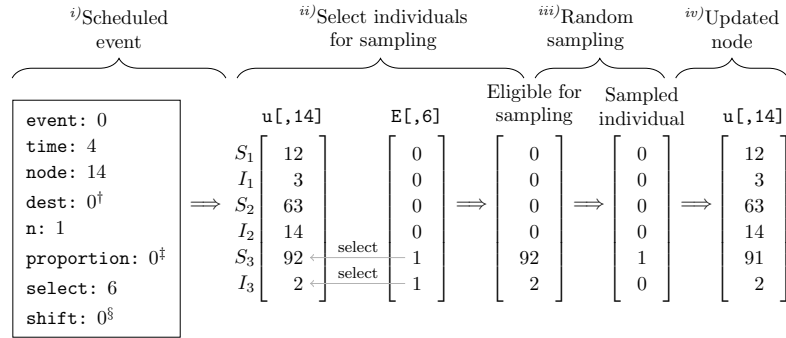 i)Scheduled event
ii)Select individuals for sampling
iii)Random sampling
iv)Updated node
event: 0
time: 4
node: 14
dest: 0†
n: 1
proportion: 0‡
select: 6
shift: 0§
⟹
u[,14] E[,6]
S1 12 0
I1 3 0
S2 63 0
I2 14 0
S3 92 select 1
I3 2 select 1
⟹
Eligible for sampling
0
0
0
0
92
2
⟹
Sampled individual
0
0
0
0
1
0
⟹
u[,14]
12
3
63
14
91
2